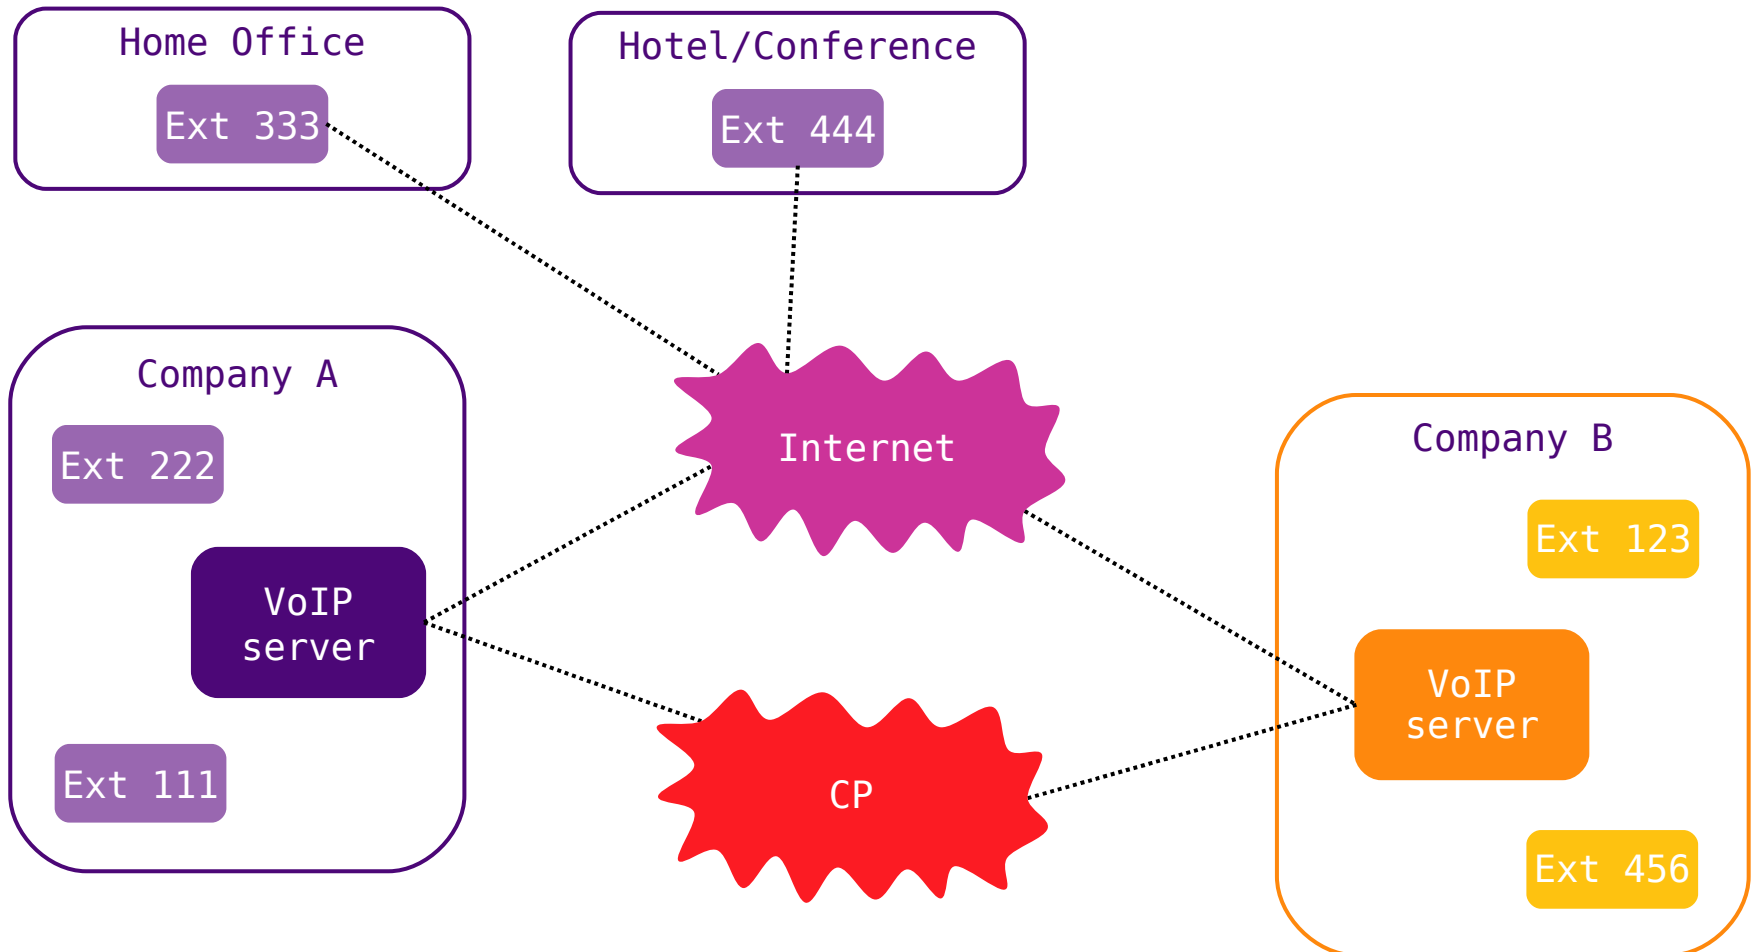 Home Office
Ext 333
Hotel/Conference
Ext 444
Company A
Ext 222
VoIP
server
Ext 111
Internet
CP
Company B
Ext 123
VoIP
server
Ext 456